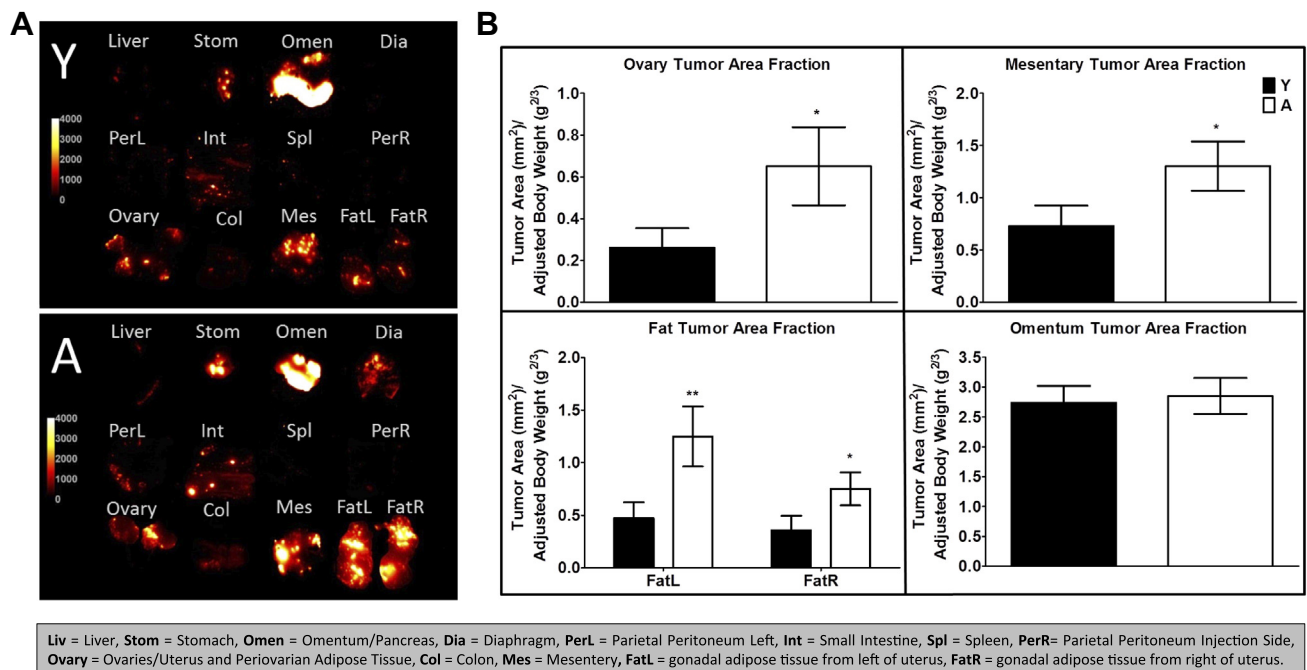 A
Y
Liver Stom Omen Dia
4000
3000
2000
1000
0
PerL Int Spl PerR
Ovary Col Mes FatL FatR
A
Liver Stom Omen Dia
4000
3000
2000
1000
0
PerL Int Spl PerR
Ovary Col Mes FatL FatR
B
Ovary Tumor Area Fraction
Tumor Area (mm²)/
Adjusted Body Weight (g²/³)
1.0
0.8
0.6
0.4
0.2
0.0
*
Mesentary Tumor Area Fraction
Y
A
Tumor Area (mm²)/
Adjusted Body Weight (g²/³)
2.0
1.5
1.0
0.5
0.0
*
Fat Tumor Area Fraction
Tumor Area (mm²)/
Adjusted Body Weight (g²/³)
2.0
1.5
1.0
0.5
0.0
**
*
FatL FatR
Omentum Tumor Area Fraction
Tumor Area (mm²)/
Adjusted Body Weight (g²/³)
3.5
3.0
2.5
2.0
1.5
1.0
0.5
0.0
Liv = Liver, Stom = Stomach, Omen = Omentum/Pancreas, Dia = Diaphragm, PerL = Parietal Peritoneum Left, Int = Small Intestine, Spl = Spleen, PerR= Parietal Peritoneum Injection Side,
Ovary = Ovaries/Uterus and Periovarian Adipose Tissue, Col = Colon, Mes = Mesentery, FatL = gonadal adipose tissue from left of uterus, FatR = gonadal adipose tissue from right of uterus.